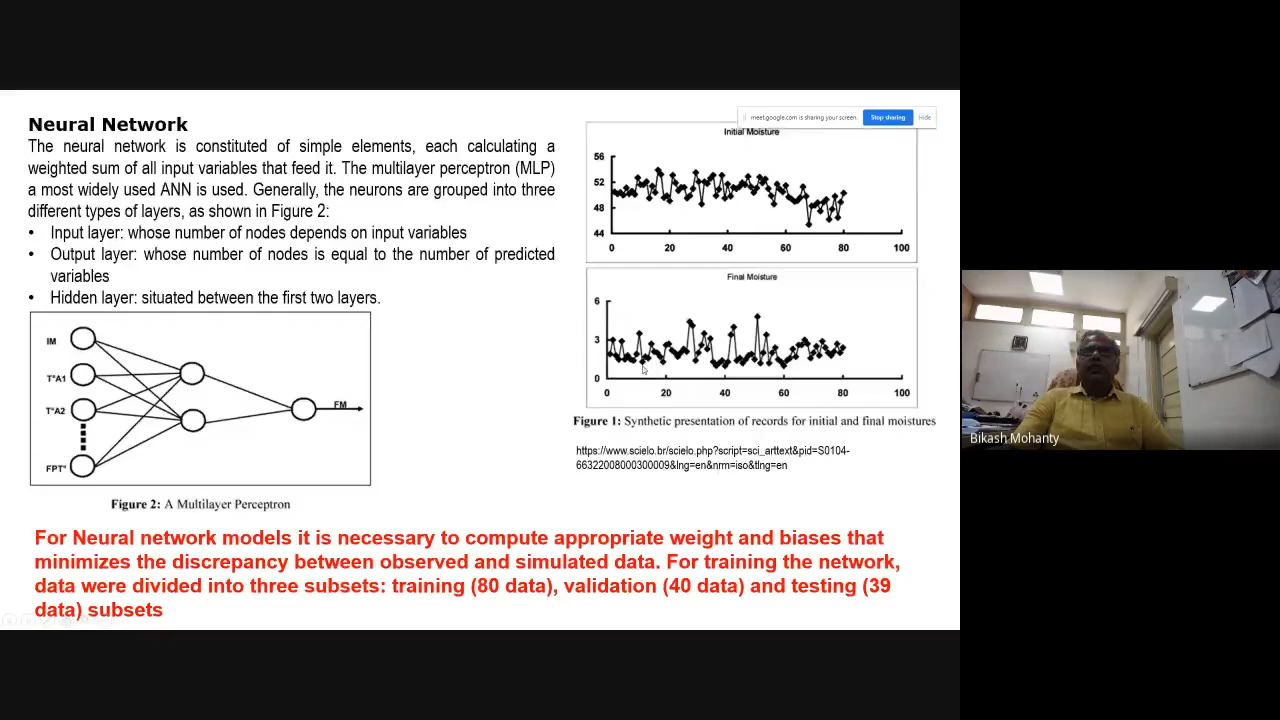 Neural Network
The neural network is constituted of simple elements, each calculating a
weighted sum of all input variables that feed it. The multilayer perceptron (MLP)
a most widely used ANN is used. Generally, the neurons are grouped into three
different types of layers, as shown in Figure 2:
• Input layer: whose number of nodes depends on input variables
• Output layer: whose number of nodes is equal to the number of predicted
variables
• Hidden layer: situated between the first two layers.
IM
T°A1
T°A2
FPT°
FM
Figure 2: A Multilayer Perceptron
meet.google.com is sharing your screen.
Stop sharing
Hide
Initial Moisture
56
52
48
44
0 20 40 60 80 100
Final Moisture
6
3
0
0 20 40 60 80 100
Figure 1: Synthetic presentation of records for initial and final moistures
https://www.scielo.br/scielo.php?script=sci_arttext&pid=S0104-
66322008000300009&lng=en&nrm=iso&tlng=en
For Neural network models it is necessary to compute appropriate weight and biases that
minimizes the discrepancy between observed and simulated data. For training the network,
data were divided into three subsets: training (80 data), validation (40 data) and testing (39
data) subsets
Bikash Mohanty